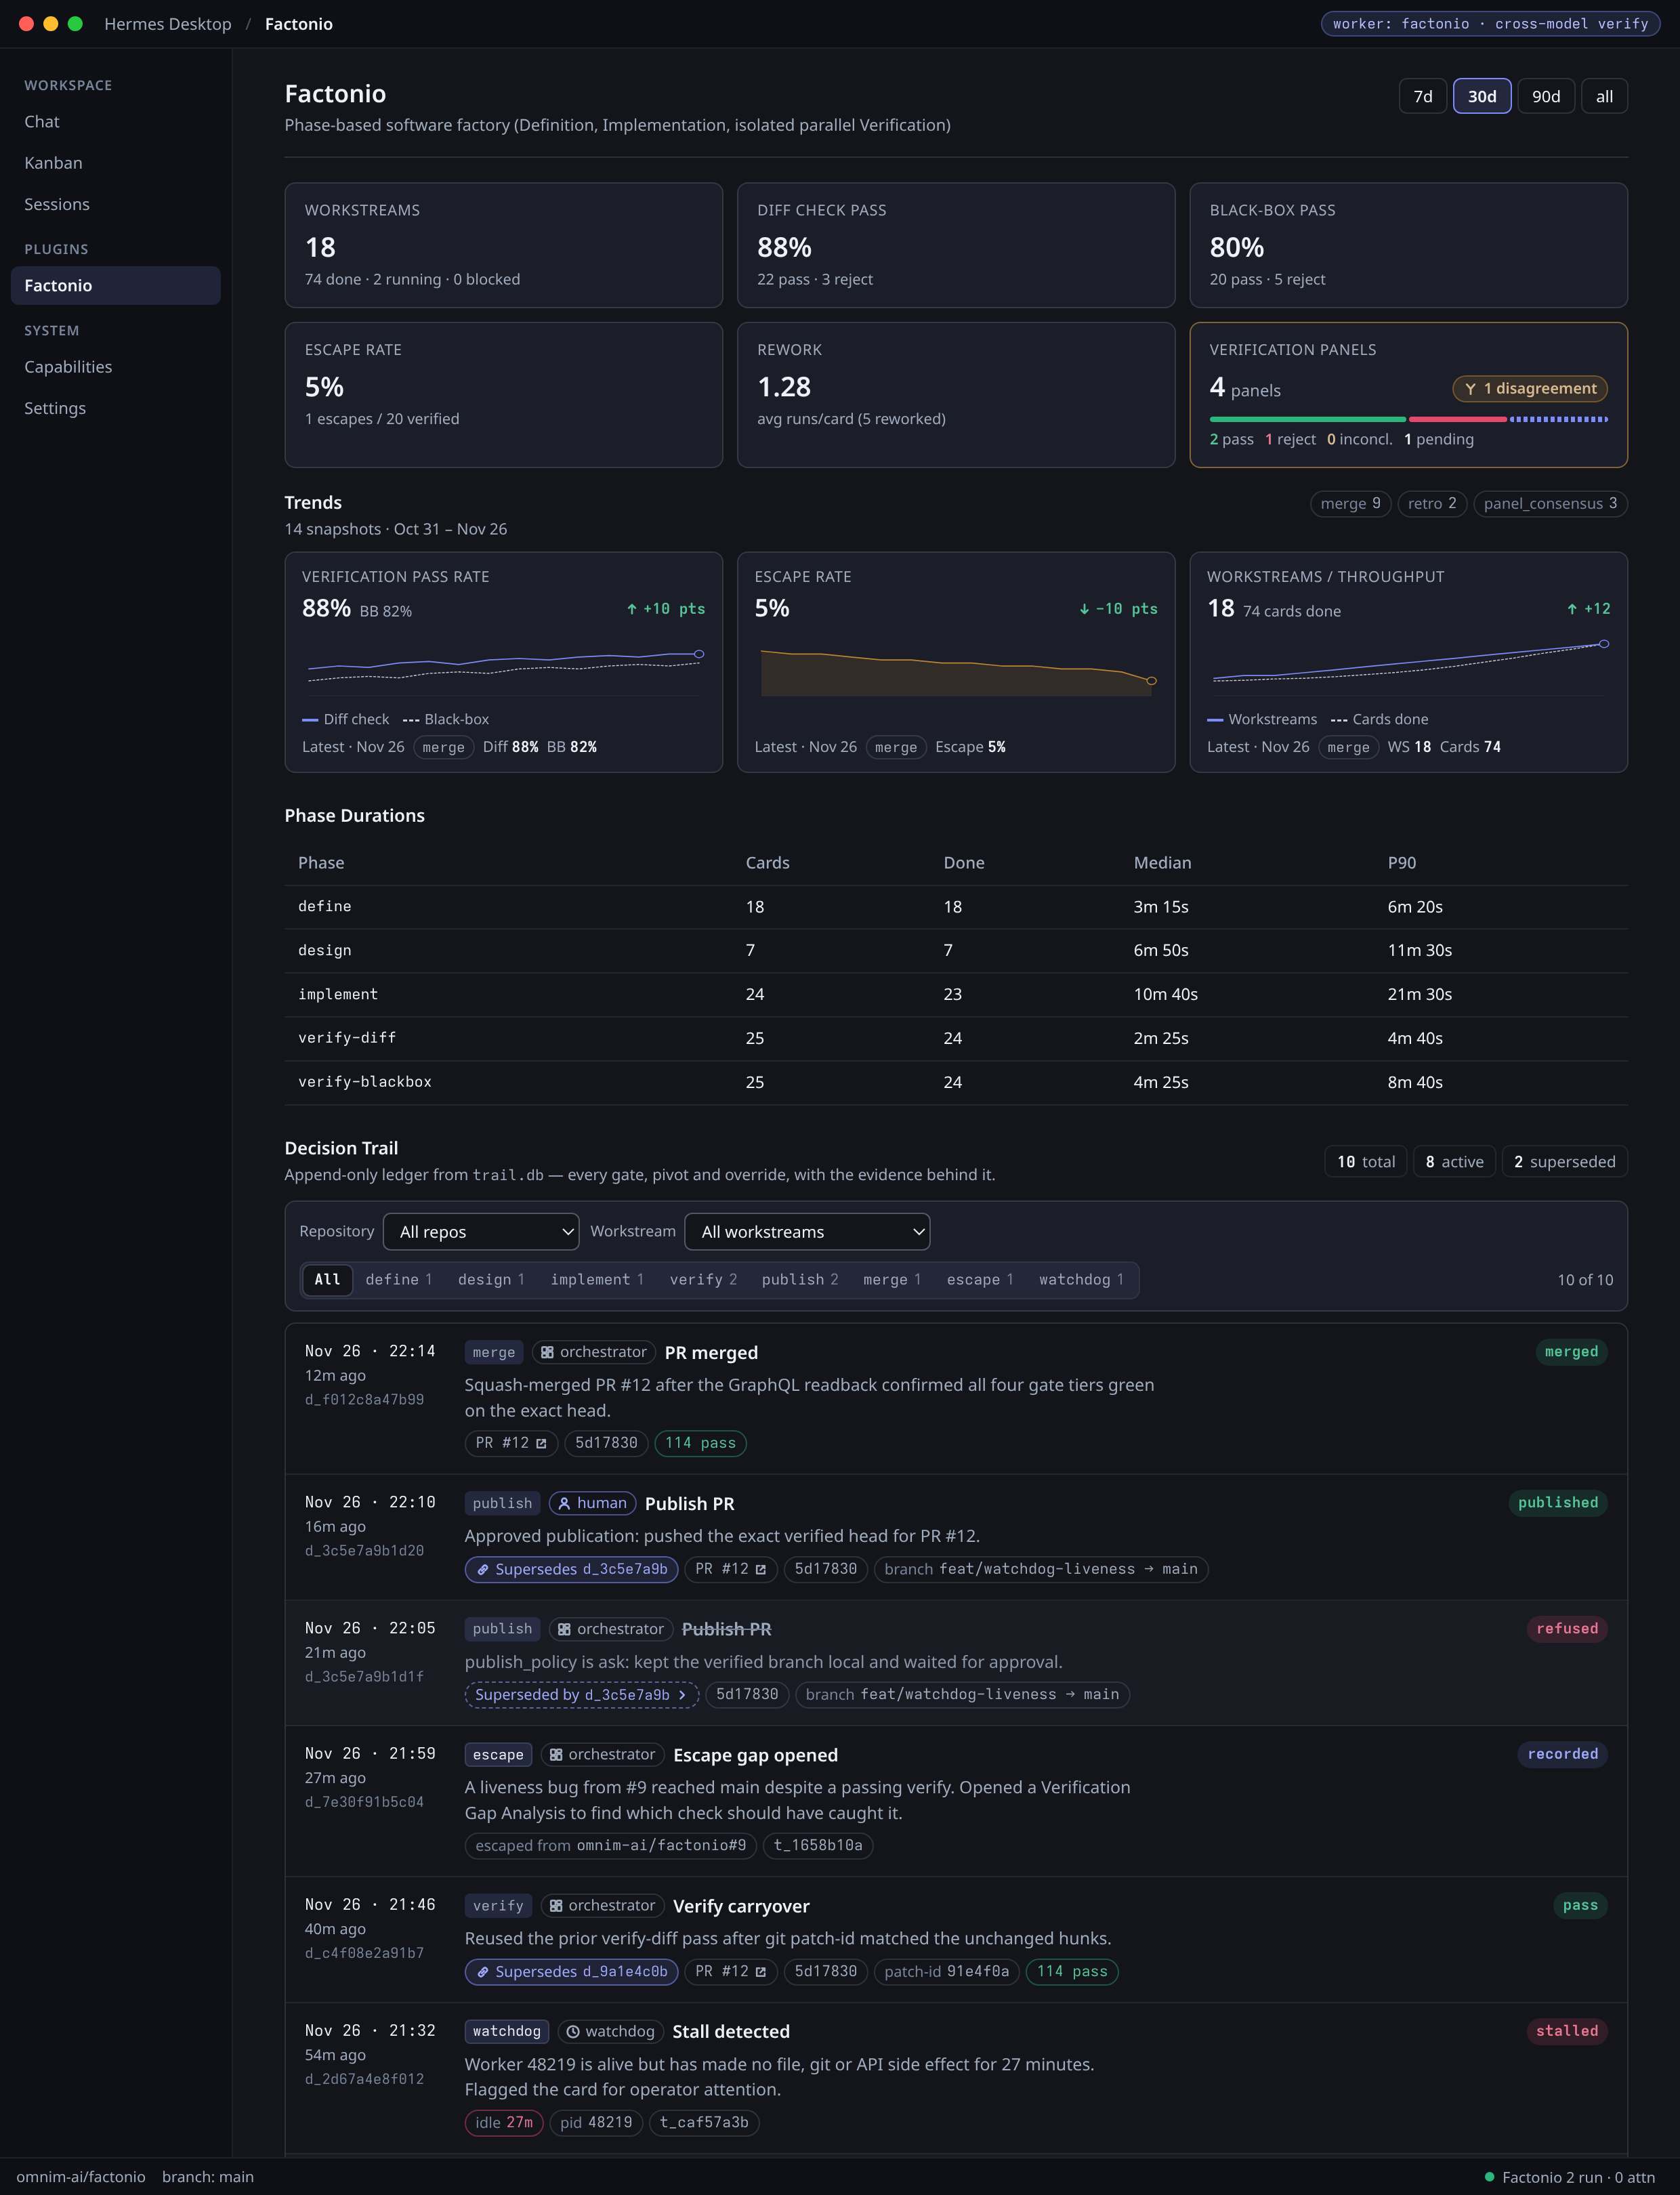 Hermes Desktop / Factonio
worker: factonio · cross-model verify
WORKSPACE
Chat
Kanban
Sessions
PLUGINS
Factonio
SYSTEM
Capabilities
Settings
Factonio
Phase-based software factory (Definition, Implementation, isolated parallel Verification)
7d 30d 90d all
WORKSTREAMS
18
74 done · 2 running · 0 blocked
DIFF CHECK PASS
88%
22 pass · 3 reject
BLACK-BOX PASS
80%
20 pass · 5 reject
ESCAPE RATE
5%
1 escapes / 20 verified
REWORK
1.28
avg runs/card (5 reworked)
VERIFICATION PANELS
4 panels
1 disagreement
2 pass 1 reject 0 inconcl. 1 pending
Trends
14 snapshots · Oct 31 – Nov 26
merge 9 retro 2 panel_consensus 3
VERIFICATION PASS RATE
88% BB 82%
↑ +10 pts
Diff check Black-box
Latest · Nov 26 merge Diff 88% BB 82%
ESCAPE RATE
5%
↓ -10 pts
Latest · Nov 26 merge Escape 5%
WORKSTREAMS / THROUGHPUT
18 74 cards done
↑ +12
Workstreams Cards done
Latest · Nov 26 merge WS 18 Cards 74
Phase Durations
Phase Cards Done Median P90
define 18 18 3m 15s 6m 20s
design 7 7 6m 50s 11m 30s
implement 24 23 10m 40s 21m 30s
verify-diff 25 24 2m 25s 4m 40s
verify-blackbox 25 24 4m 25s 8m 40s
Decision Trail
Append-only ledger from trail.db — every gate, pivot and override, with the evidence behind it.
10 total 8 active 2 superseded
Repository All repos Workstream All workstreams
All define 1 design 1 implement 1 verify 2 publish 2 merge 1 escape 1 watchdog 1
10 of 10
Nov 26 · 22:14
12m ago
d_f012c8a47b99
merge orchestrator PR merged
merged
Squash-merged PR #12 after the GraphQL readback confirmed all four gate tiers green
on the exact head.
PR #12 5d17830 114 pass
Nov 26 · 22:10
16m ago
d_3c5e7a9b1d20
publish human Publish PR
published
Approved publication: pushed the exact verified head for PR #12.
Supersedes d_3c5e7a9b PR #12 5d17830 branch feat/watchdog-liveness → main
Nov 26 · 22:05
21m ago
d_3c5e7a9b1d1f
publish orchestrator Publish PR
refused
publish_policy is ask: kept the verified branch local and waited for approval.
Superseded by d_3c5e7a9b 5d17830 branch feat/watchdog-liveness → main
Nov 26 · 21:59
27m ago
d_7e30f91b5c04
escape orchestrator Escape gap opened
recorded
A liveness bug from #9 reached main despite a passing verify. Opened a Verification
Gap Analysis to find which check should have caught it.
escaped from omnim-ai/factonio#9 t_1658b10a
Nov 26 · 21:46
40m ago
d_c4f08e2a91b7
verify orchestrator Verify carryover
pass
Reused the prior verify-diff pass after git patch-id matched the unchanged hunks.
Supersedes d_9a1e4c0b PR #12 5d17830 patch-id 91e4f0a 114 pass
Nov 26 · 21:32
54m ago
d_2d67a4e8f012
watchdog watchdog Stall detected
stalled
Worker 48219 is alive but has made no file, git or API side effect for 27 minutes.
Flagged the card for operator attention.
idle 27m pid 48219 t_caf57a3b
omnim-ai/factonio branch: main
Factonio 2 run · 0 attn